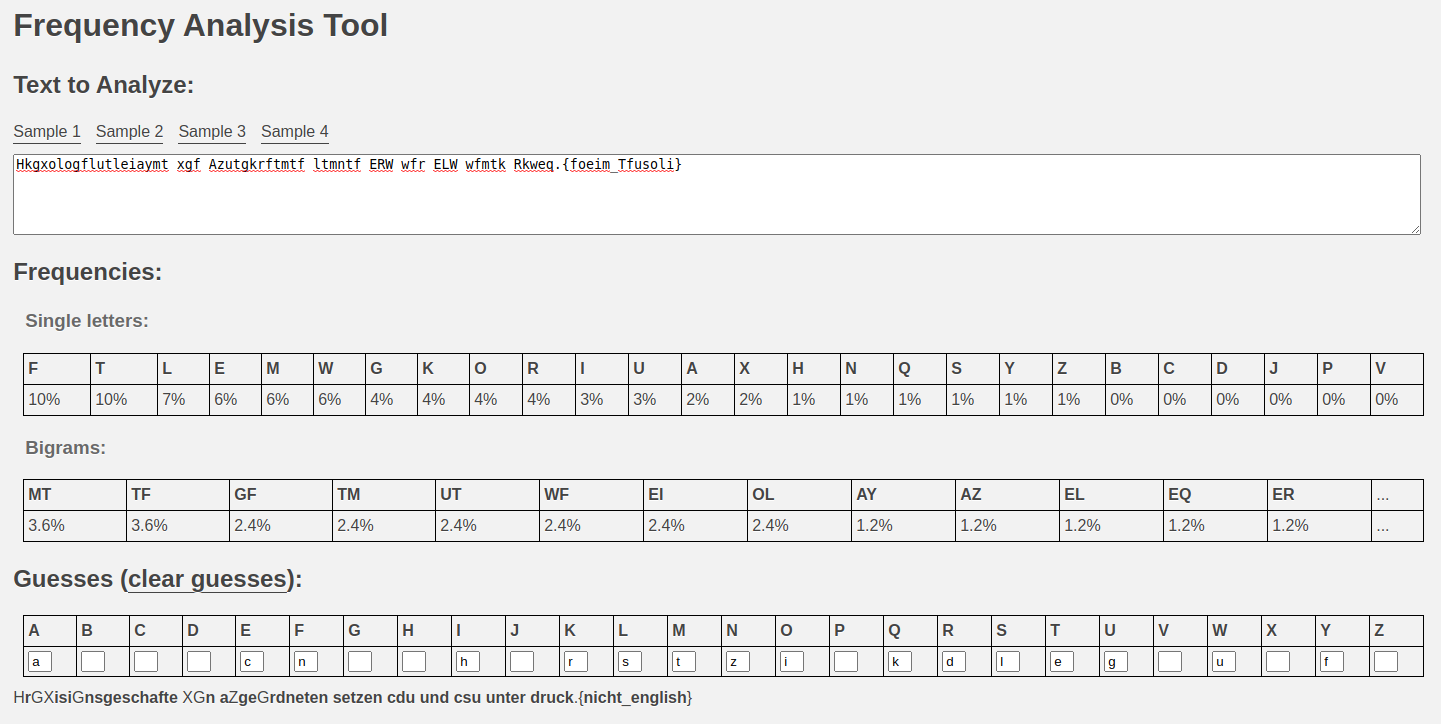 Frequency Analysis Tool
Text to Analyze:
Sample 1 Sample 2 Sample 3 Sample 4
Hkgxologflutleiaymt xgf Azutgkrftmtf ltmntf ERW wfr ELW wfmtk Rkweq.{foeim_Tfusoli}
Frequencies:
Single letters:
F T L E M W G K O R I U A X H N Q S Y Z B C D J P V
10% 10% 7% 6% 6% 6% 4% 4% 4% 4% 3% 3% 2% 2% 1% 1% 1% 1% 1% 1% 0% 0% 0% 0% 0% 0%
Bigrams:
MT TF GF TM UT WF EI OL AY AZ EL EQ ER ...
3.6% 3.6% 2.4% 2.4% 2.4% 2.4% 2.4% 2.4% 1.2% 1.2% 1.2% 1.2% 1.2% ...
Guesses (clear guesses):
A B C D E F G H I J K L M N O P Q R S T U V W X Y Z
a c n h r s t z i k d l e g u f
HrGXisiGnsgeschafte XGn aZgeGrdneten setzen cdu und csu unter druck.{nicht_english}